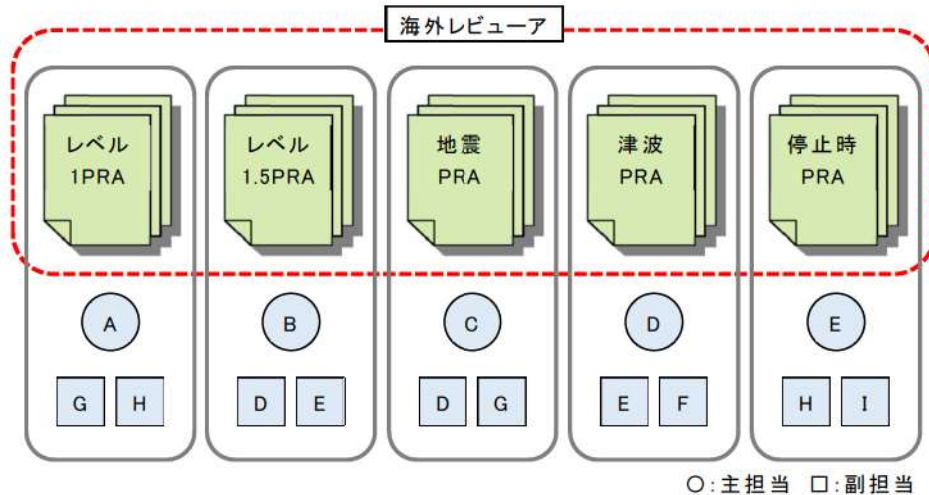 海外レビューア
レベル
1PRA
レベル
1.5PRA
地震
PRA
津波
PRA
停止時
PRA
A
B
C
D
E
G H
D E
D G
E F
H I
○:主担当 □:副担当